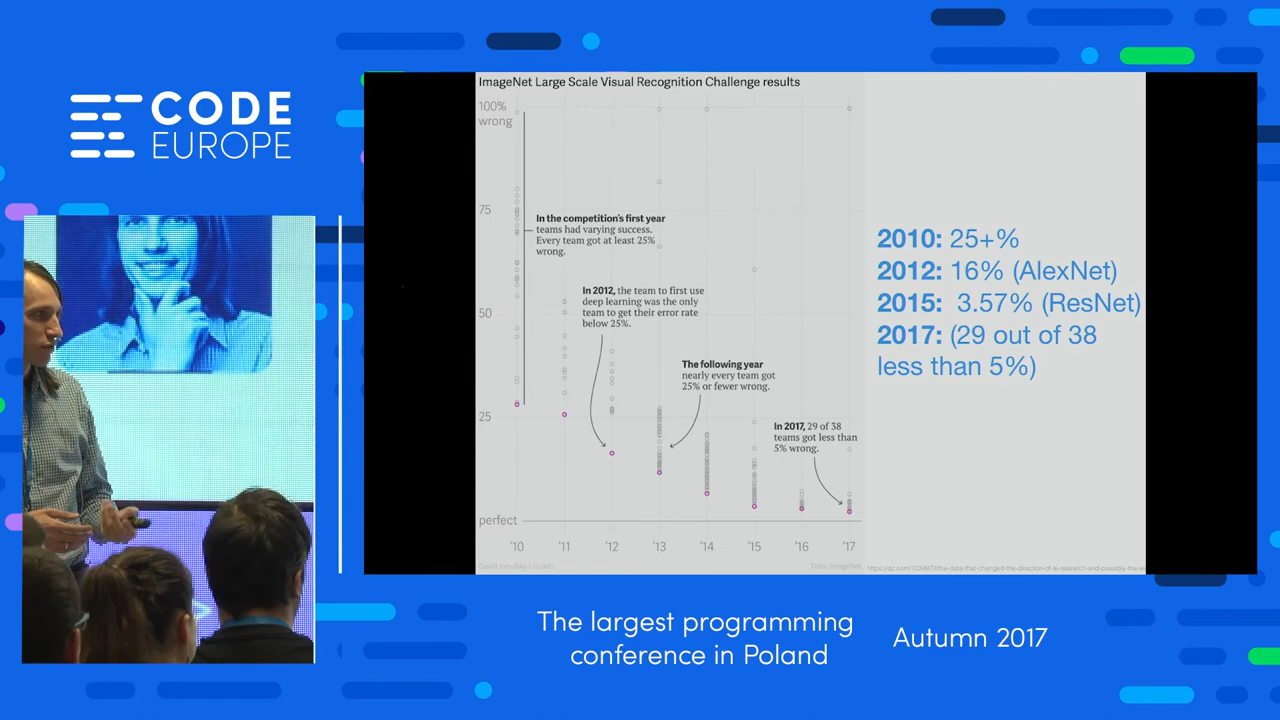 CODE
EUROPE
ImageNet Large Scale Visual Recognition Challenge results
100%
wrong
75
In the competition's first year
teams had varying success.
Every team got at least 25%
wrong.
In 2012, the team to first use
deep learning was the only
team to get their error rate
below 25%.
50
The following year
nearly every team got
25% or fewer wrong.
25
In 2017, 29 of 38
teams got less than
5% wrong.
perfect
'10 '11 '12 '13 '14 '15 '16 '17
David Yanofsky | Quartz
Data: ImageNet
2010: 25+%
2012: 16% (AlexNet)
2015: 3.57% (ResNet)
2017: (29 out of 38
less than 5%)
The largest programming
conference in Poland
Autumn 2017